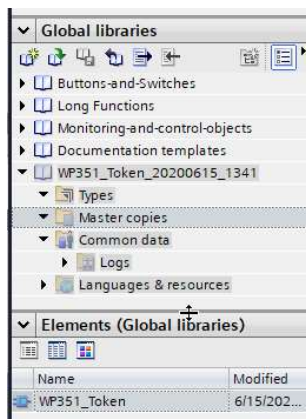 Global libraries
Buttons-and-Switches
Long Functions
Monitoring-and-control-objects
Documentation templates
WP351_Token_20200615_1341
Types
Master copies
Common data
Logs
Languages & resources
Elements (Global libraries)
Name Modified
WP351_Token 6/15/202...